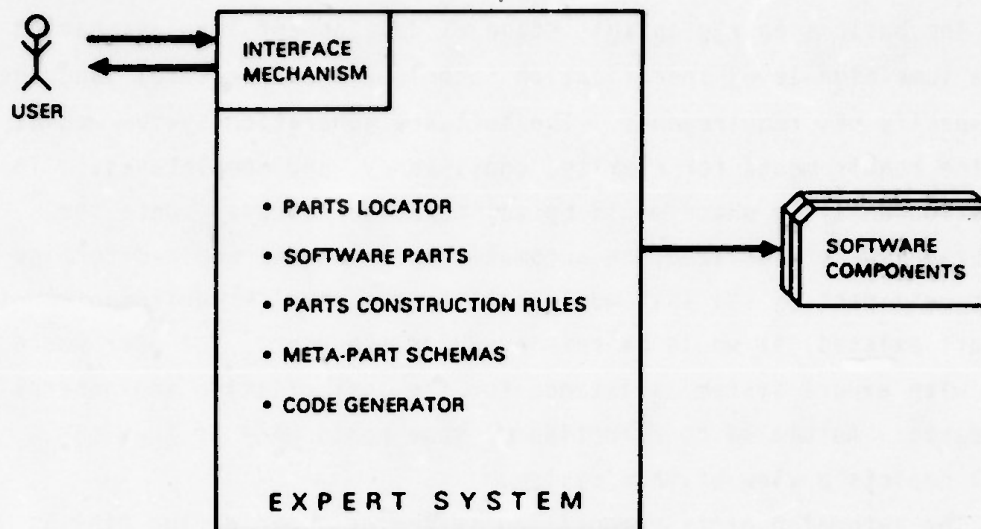 USER
INTERFACE
MECHANISM
• PARTS LOCATOR
• SOFTWARE PARTS
• PARTS CONSTRUCTION RULES
• META-PART SCHEMAS
• CODE GENERATOR
EXPERT SYSTEM
SOFTWARE
COMPONENTS